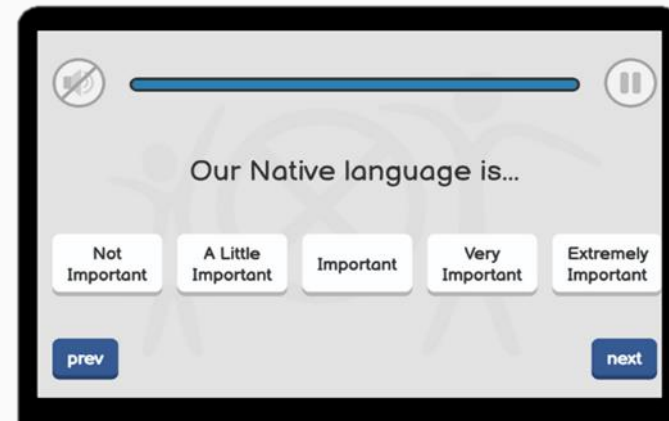 Our Native language is...
Not
Important
A Little
Important
Important
Very
Important
Extremely
Important
prev
next